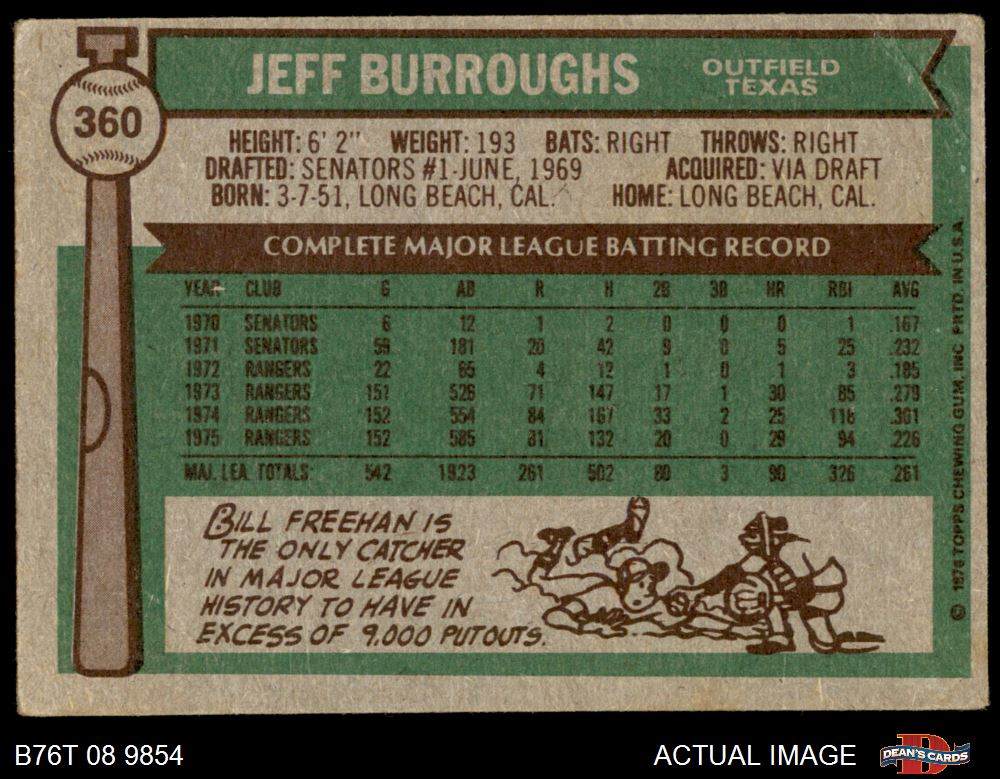 360
JEFF BURROUGHS
OUTFIELD
TEXAS
HEIGHT: 6' 2" WEIGHT: 193 BATS: RIGHT THROWS: RIGHT
DRAFTED: SENATORS #1-JUNE, 1969 ACQUIRED: VIA DRAFT
BORN: 3-7-51, LONG BEACH, CAL. HOME: LONG BEACH, CAL.
COMPLETE MAJOR LEAGUE BATTING RECORD
YEAR CLUB G AB R H 2B 3B HR RBI AVG
1970 SENATORS 6 12 1 2 0 0 0 1 .167
1971 SENATORS 59 181 20 42 9 0 5 25 .232
1972 RANGERS 22 65 4 12 1 0 1 3 .185
1973 RANGERS 151 526 71 147 17 1 30 85 .279
1974 RANGERS 152 554 84 167 33 2 25 118 .301
1975 RANGERS 152 585 81 132 20 0 29 94 .226
MAJ. LEA. TOTALS: 542 1923 261 502 80 3 90 326 .261
BILL FREEHAN IS
THE ONLY CATCHER
IN MAJOR LEAGUE
HISTORY TO HAVE IN
EXCESS OF 9,000 PUTOUTS.
© 1976 TOPPS CHEWING GUM, INC. PRTD. IN U.S.A.
B76T 08 9854
ACTUAL IMAGE
DEAN'S CARDS